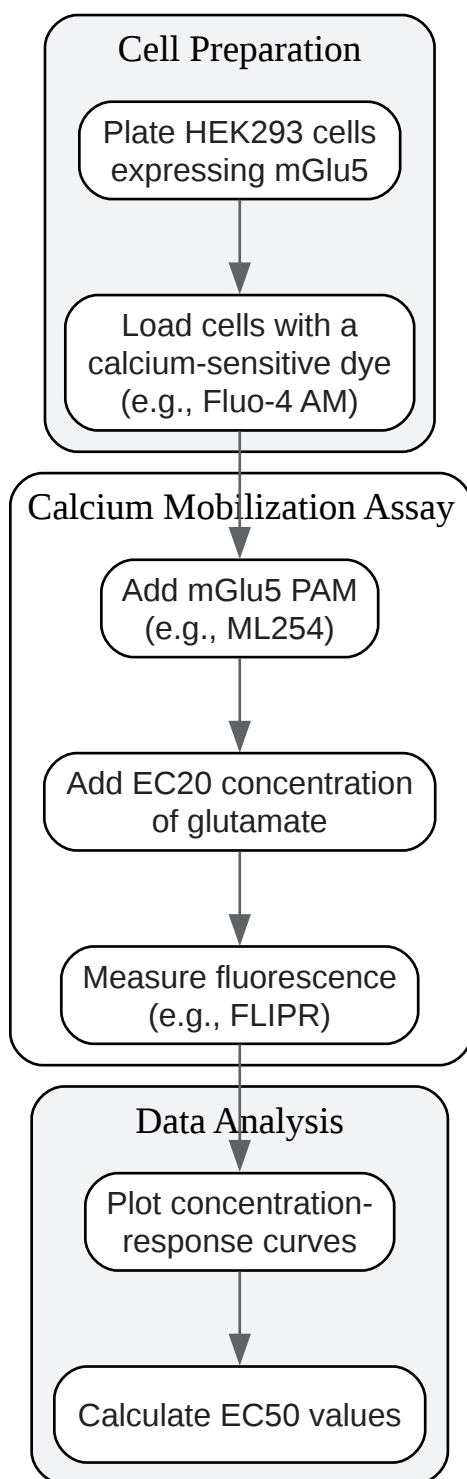 Cell Preparation
Plate HEK293 cells
expressing mGlu5
Load cells with a
calcium-sensitive dye
(e.g., Fluo-4 AM)
Calcium Mobilization Assay
Add mGlu5 PAM
(e.g., ML254)
Add EC20 concentration
of glutamate
Measure fluorescence
(e.g., FLIPR)
Data Analysis
Plot concentration-
response curves
Calculate EC50 values